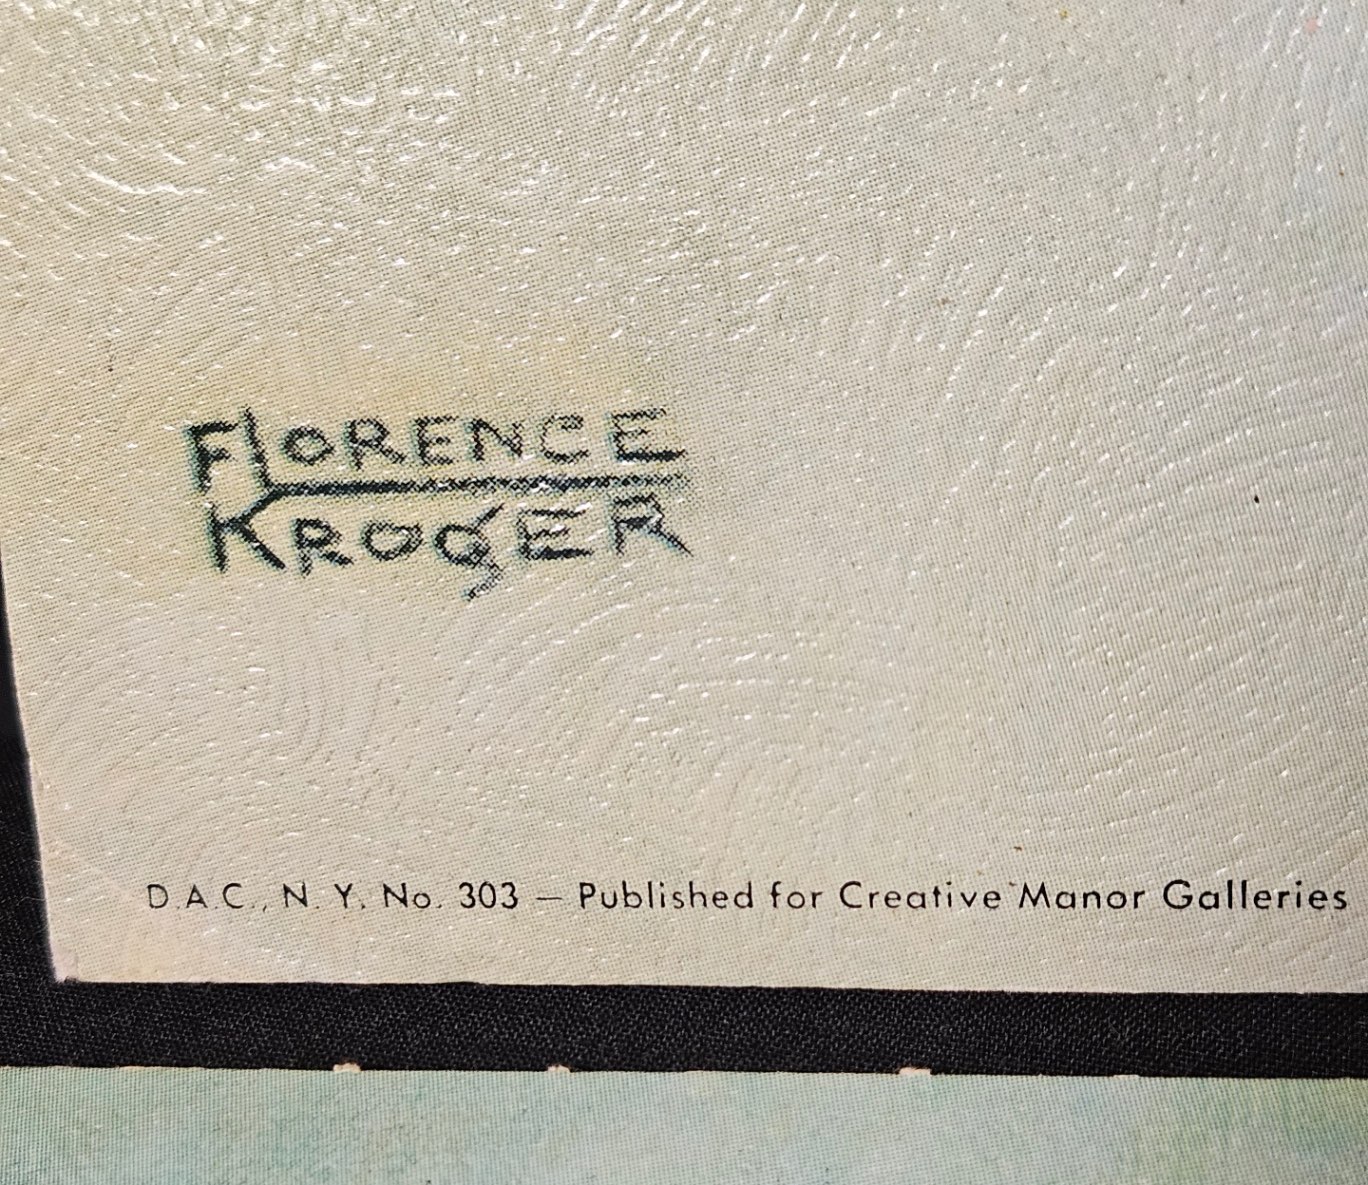 FlORENCE
KROGER
D.A.C., N.Y. No. 303 — Published for Creative Manor Galleries